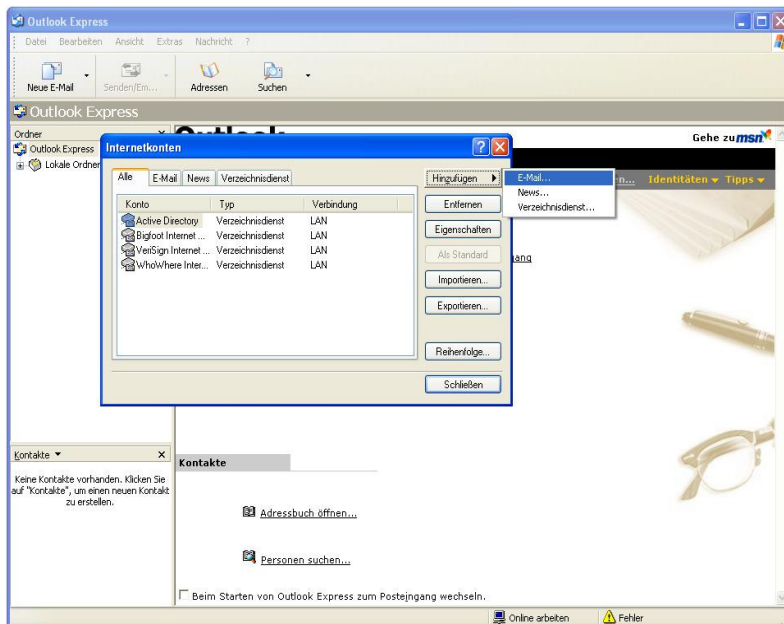 Outlook Express
Datei Bearbeiten Ansicht Extras Nachricht ?
Neue E-Mail Senden/Em... Adressen Suchen
Outlook Express
Ordner x
Outlook Express
Lokale Ordner
Outlook
Gehe zu msn
en... Identitäten Tipps
Internetkonten
Alle E-Mail News Verzeichnisdienst
Konto Typ Verbindung
Active Directory Verzeichnisdienst LAN
Bigfoot Internet ... Verzeichnisdienst LAN
VeriSign Internet ... Verzeichnisdienst LAN
WhoWhere Inter... Verzeichnisdienst LAN
Hinzufügen
Entfernen
Eigenschaften
Als Standard
Importieren...
Exportieren...
Reihenfolge...
Schließen
E-Mail...
News...
Verzeichnisdienst...
gang
Kontakte x
Keine Kontakte vorhanden. Klicken Sie
auf "Kontakte", um einen neuen Kontakt
zu erstellen.
Kontakte
Adressbuch öffnen...
Personen suchen...
Beim Starten von Outlook Express zum Posteingang wechseln.
Online arbeiten Fehler